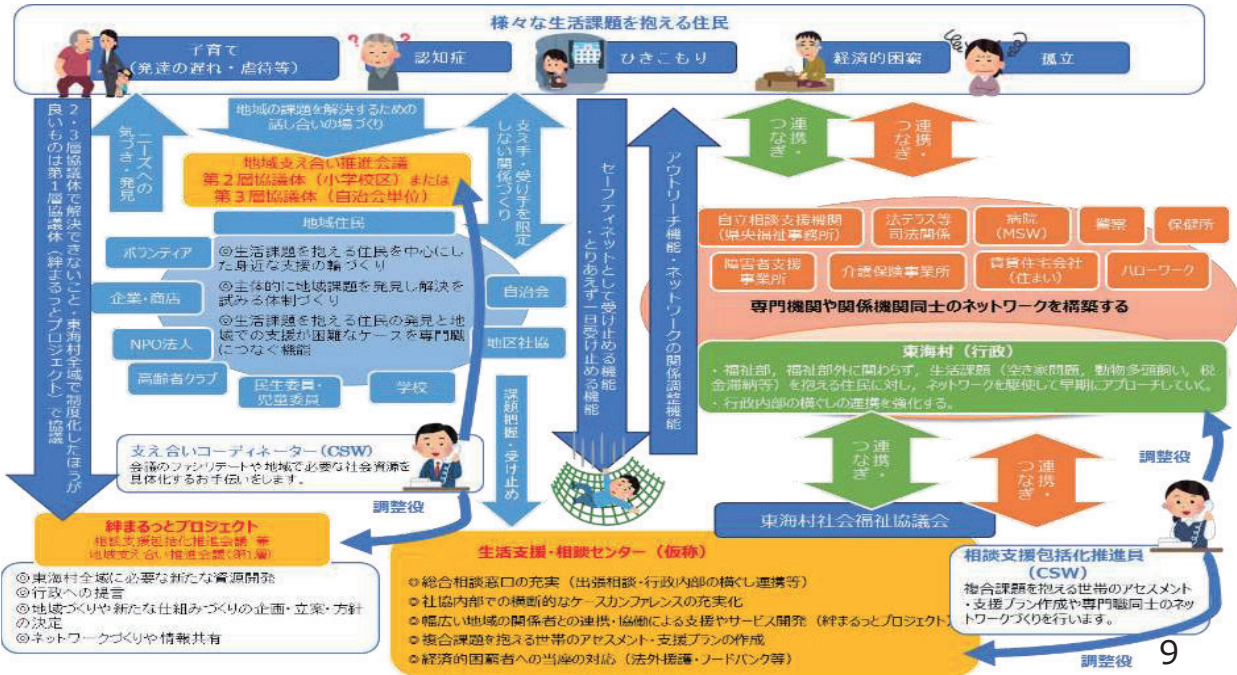 様々な生活課題を抱える住民
子育て
(発達の遅れ・虐待等)
認知症
ひきこもり
経済的困窮
孤立
2・3層協議体で解決できないこと・東海村全域で制度化したほうが
良いものは第1層協議体(絆まるっとプロジェクト)で協議
ニーズへの
気づき・発見
地域の課題を解決するための
話し合いの場づくり
支え手・受け手を限定
しない関係づくり
地域支え合い推進会議
第2層協議体(小学校区)または
第3層協議体(自治会単位)
地域住民
◎生活課題を抱える住民を中心にし
た身近な支援の輪づくり
◎主体的に地域課題を発見し解決を
試みる体制づくり
◎生活課題を抱える住民の発見と地
域での支援が困難なケースを専門職
につなぐ機能
ボランティア
企業・商店
NPO法人
高齢者クラブ
民生委員・
児童委員
学校
自治会
地区社協
課題把握・受け止め
セーフティネットとして受け止める機能
・とりあえず一旦受け止める機能
アウトリーチ機能・ネットワークの関係調整機能
連携・
つなぎ
連携・
つなぎ
自立相談支援機関
(県央福祉事務所)
法テラス等
司法関係
病院
(MSW)
警察
保健所
障害者支援
事業所
介護保険事業所
賃貸住宅会社
(住まい)
ハローワーク
専門機関や関係機関同士のネットワークを構築する
東海村(行政)
・福祉部,福祉部外に関わらず,生活課題(空き家問題,動物多頭飼い,税
金滞納等)を抱える住民に対し,ネットワークを駆使して早期にアプローチしていく。
・行政内部の横ぐしの連携を強化する。
連携・
つなぎ
連携・
つなぎ
調整役
支え合いコーディネーター(CSW)
会議のファシリテートや地域で必要な社会資源を
具体化するお手伝いをします。
調整役
絆まるっとプロジェクト
相談支援包括化推進会議 兼
地域支え合い推進会議(第1層)
◎東海村全域に必要な新たな資源開発
◎行政への提言
◎地域づくりや新たな仕組みづくりの企画・立案・方針
の決定
◎ネットワークづくりや情報共有
東海村社会福祉協議会
生活支援・相談センター(仮称)
◎総合相談窓口の充実(出張相談・行政内部の横ぐし連携等)
◎社協内部での横断的なケースカンファレンスの充実化
◎幅広い地域の関係者との連携・協働による支援やサービス開発(絆まるっとプロジェクト)
◎複合課題を抱える世帯のアセスメント・支援プランの作成
◎経済的困窮者への当座の対応(法外援護・フードバンク等)
相談支援包括化推進員
(CSW)
複合課題を抱える世帯のアセスメント
・支援プラン作成や専門職同士のネッ
トワークづくりを行います。
調整役
9